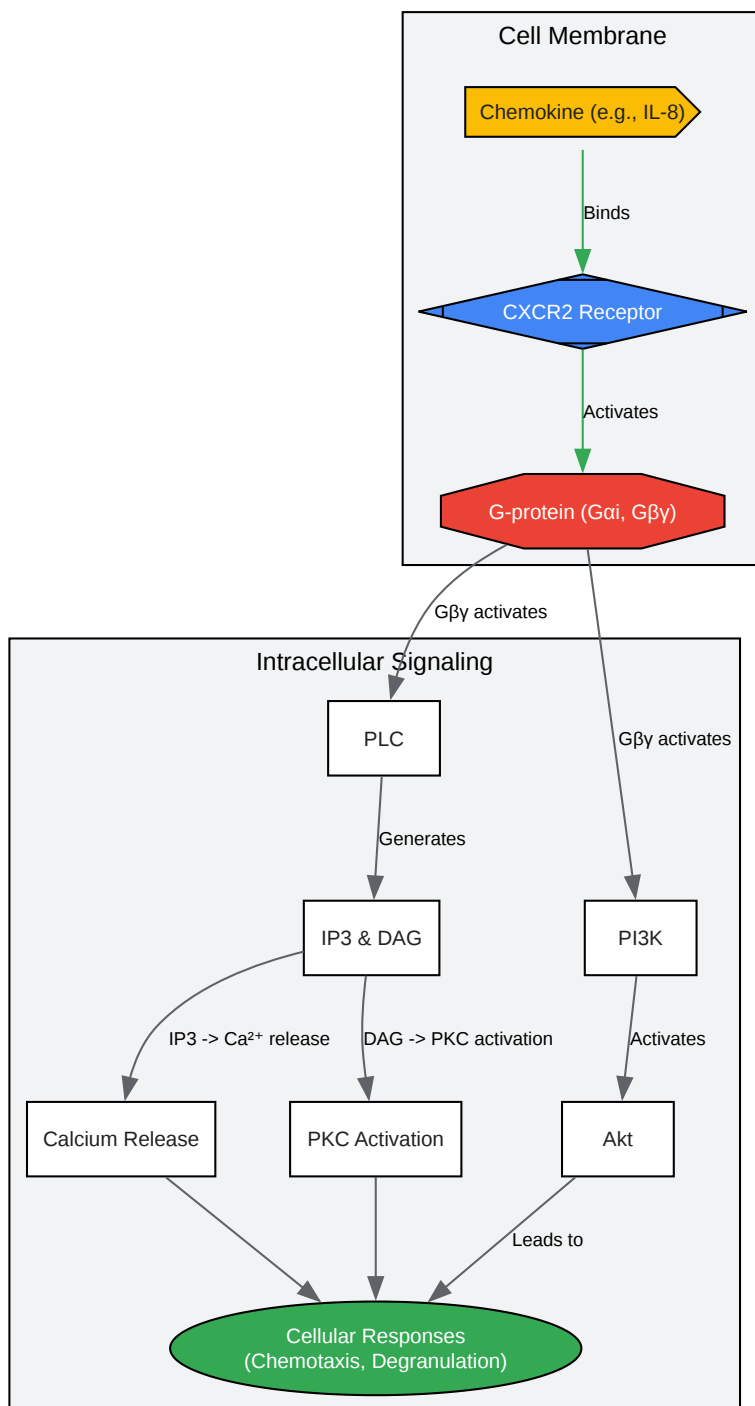 Cell Membrane
Chemokine (e.g., IL-8)
Binds
CXCR2 Receptor
Activates
G-protein (Gαi, Gβγ)
Gβγ activates
Intracellular Signaling
PLC
Gβγ activates
Generates
IP3 & DAG
PI3K
IP3 -> Ca²⁺ release
DAG -> PKC activation
Activates
Calcium Release
PKC Activation
Akt
Leads to
Cellular Responses
(Chemotaxis, Degranulation)